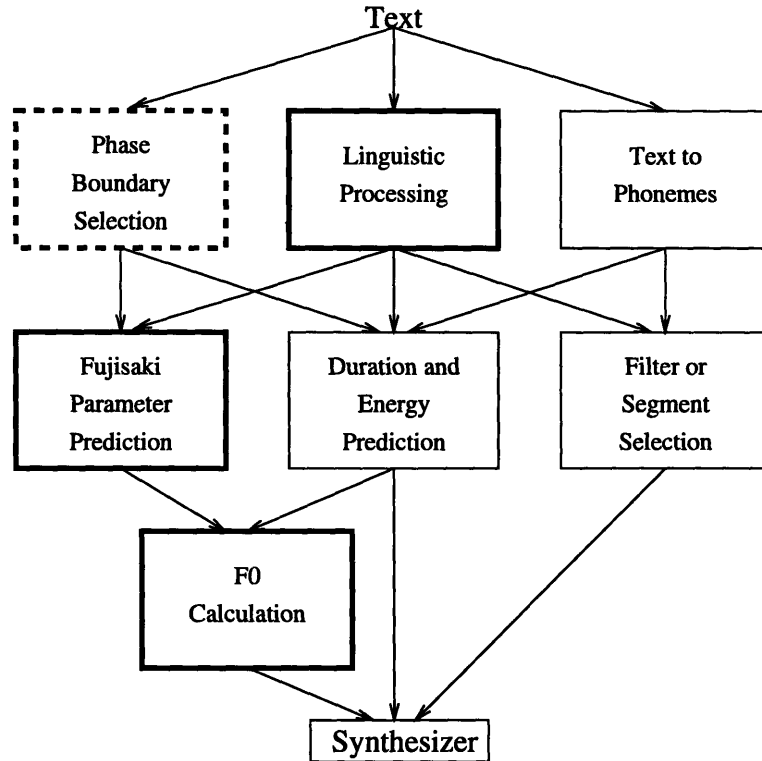 Text
Phase
Boundary
Selection
Linguistic
Processing
Text to
Phonemes
Fujisaki
Parameter
Prediction
Duration and
Energy
Prediction
Filter or
Segment
Selection
F0
Calculation
Synthesizer